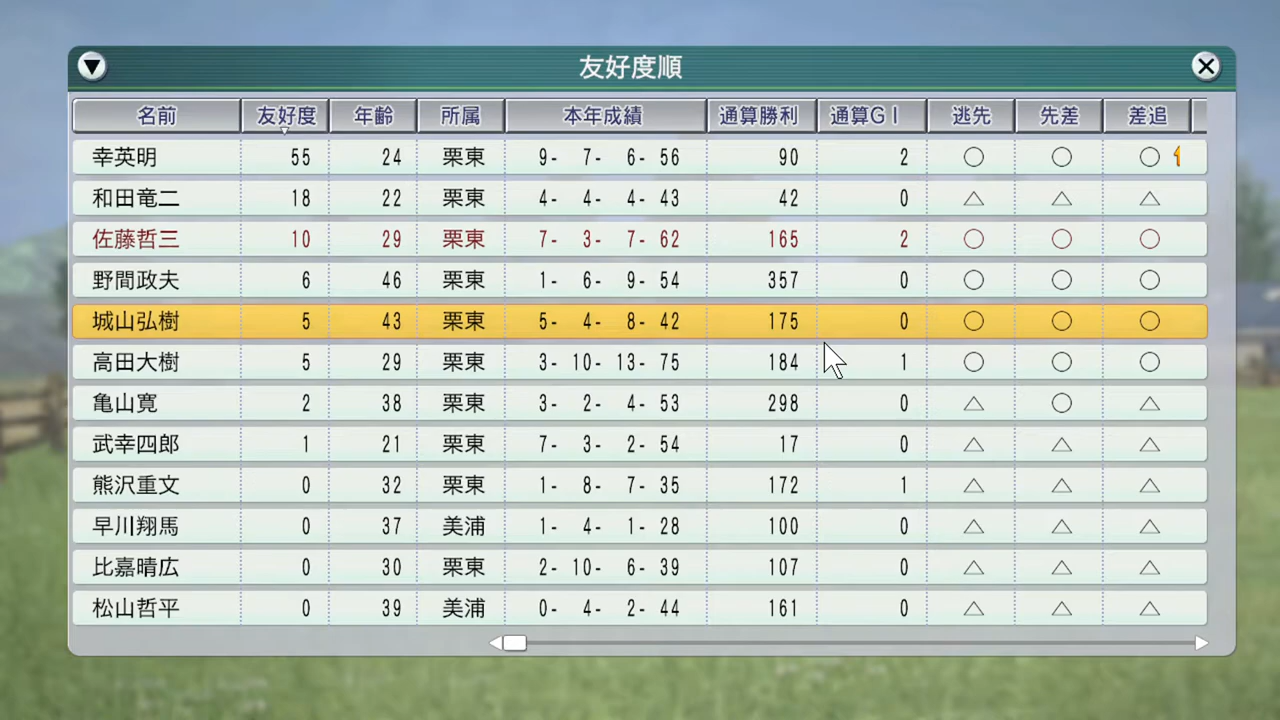 友好度順
名前 友好度 年齢 所属 本年成績 通算勝利 通算GⅠ 逃先 先差 差追
幸英明 55 24 栗東 9- 7- 6- 56 90 2 ○ ○ ○
和田竜二 18 22 栗東 4- 4- 4- 43 42 0 △ △ △
佐藤哲三 10 29 栗東 7- 3- 7- 62 165 2 ○ ○ ○
野間政夫 6 46 栗東 1- 6- 9- 54 357 0 ○ ○ ○
城山弘樹 5 43 栗東 5- 4- 8- 42 175 0 ○ ○ ○
高田大樹 5 29 栗東 3- 10- 13- 75 184 1 ○ ○ ○
亀山寛 2 38 栗東 3- 2- 4- 53 298 0 △ ○ △
武幸四郎 1 21 栗東 7- 3- 2- 54 17 0 △ △ △
熊沢重文 0 32 栗東 1- 8- 7- 35 172 1 △ △ △
早川翔馬 0 37 美浦 1- 4- 1- 28 100 0 △ △ △
比嘉晴広 0 30 栗東 2- 10- 6- 39 107 0 △ △ △
松山哲平 0 39 美浦 0- 4- 2- 44 161 0 △ △ △